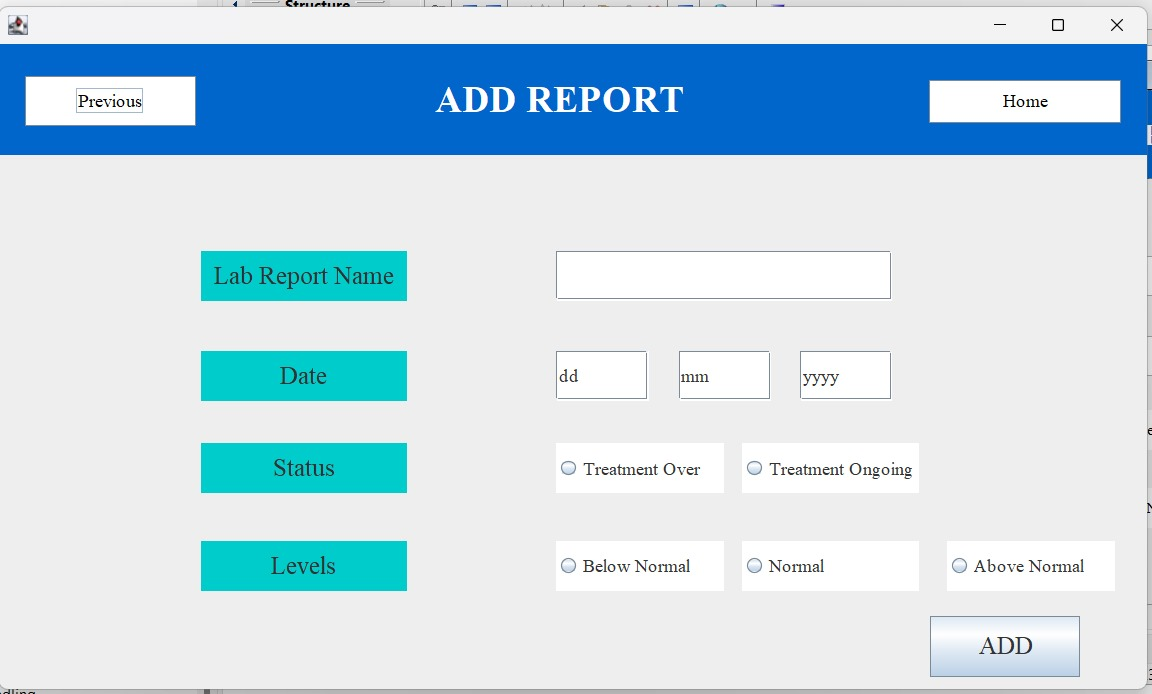 Structure
Previous
ADD REPORT
Home
Lab Report Name
Date
dd
mm
yyyy
Status
Treatment Over
Treatment Ongoing
Levels
Below Normal
Normal
Above Normal
ADD